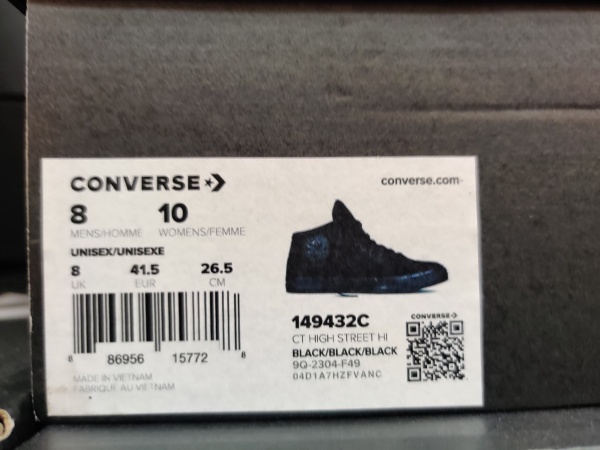 CONVERSE
converse.com
8 10
MENS/HOMME WOMENS/FEMME
UNISEX/UNISEXE
8 41.5 26.5
UK EUR CM
8 86956 15772 8
MADE IN VIETNAM
FABRIQUÉ AU VIETNAM
149432C
CT HIGH STREET HI
BLACK/BLACK/BLACK
9Q-2304-F49
04D1A7HZFVANC
CONVERSE